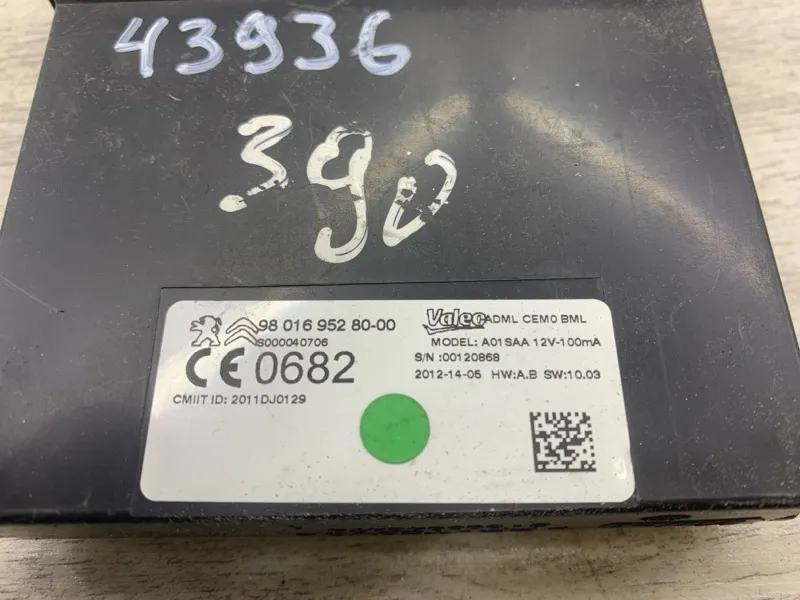 43936
390
98 016 952 80-00
S000040706
CE 0682
CMIIT ID: 2011DJ0129
Valeo ADML CEM0 BML
MODEL: A01SAA 12V-100mA
S/N :00120868
2012-14-05 HW:A.B SW:10.03